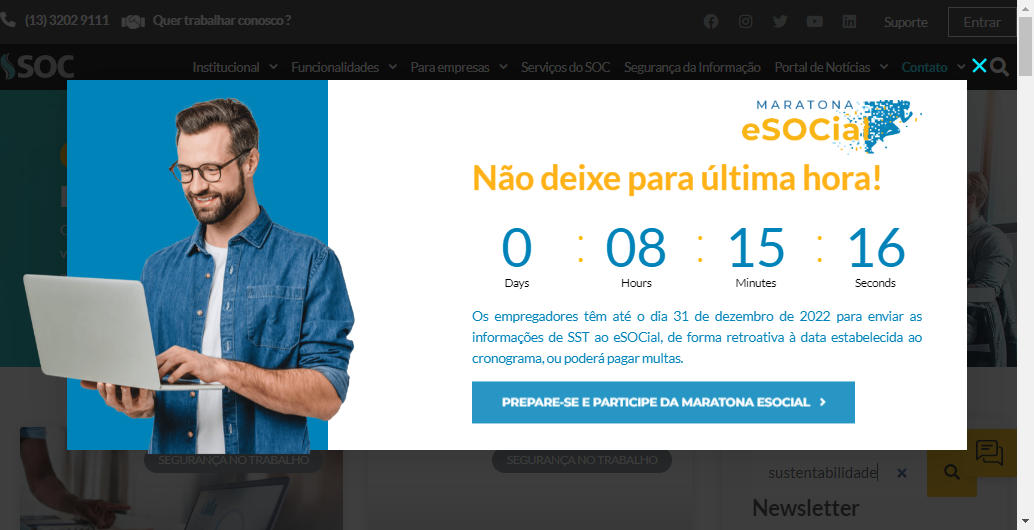 (13) 3202 9111
Quer trabalhar conosco ?
Suporte
Entrar
SOC
Institucional
Funcionalidades
Para empresas
Serviços do SOC
Segurança da Informação
Portal de Notícias
Contato
MARATONA
eSOCial
Não deixe para última hora!
0 : 08 : 15 : 16
Days Hours Minutes Seconds
Os empregadores têm até o dia 31 de dezembro de 2022 para enviar as
informações de SST ao eSOCial, de forma retroativa à data estabelecida ao
cronograma, ou poderá pagar multas.
PREPARE-SE E PARTICIPE DA MARATONA ESOCIAL
SEGURANÇA NO TRABALHO
SEGURANÇA NO TRABALHO
sustentabilidade
Newsletter